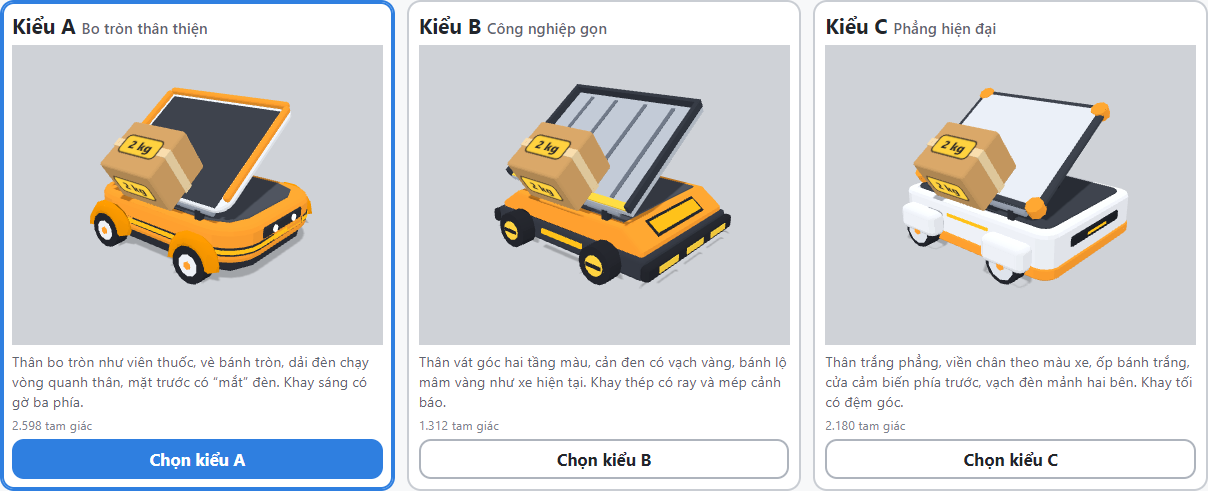 Kiểu A Bo tròn thân thiện
2 kg
2 kg
Thân bo tròn như viên thuốc, vè bánh tròn, dải đèn chạy
vòng quanh thân, mặt trước có “mắt” đèn. Khay sáng có
gờ ba phía.
2.598 tam giác
Chọn kiểu A
Kiểu B Công nghiệp gọn
2 kg
2 kg
Thân vát góc hai tầng màu, cản đen có vạch vàng, bánh lộ
mâm vàng như xe hiện tại. Khay thép có ray và mép cảnh
báo.
1.312 tam giác
Chọn kiểu B
Kiểu C Phẳng hiện đại
2 kg
2 kg
Thân trắng phẳng, viền chân theo màu xe, ốp bánh trắng,
cửa cảm biến phía trước, vạch đèn mảnh hai bên. Khay tối
có đệm góc.
2.180 tam giác
Chọn kiểu C